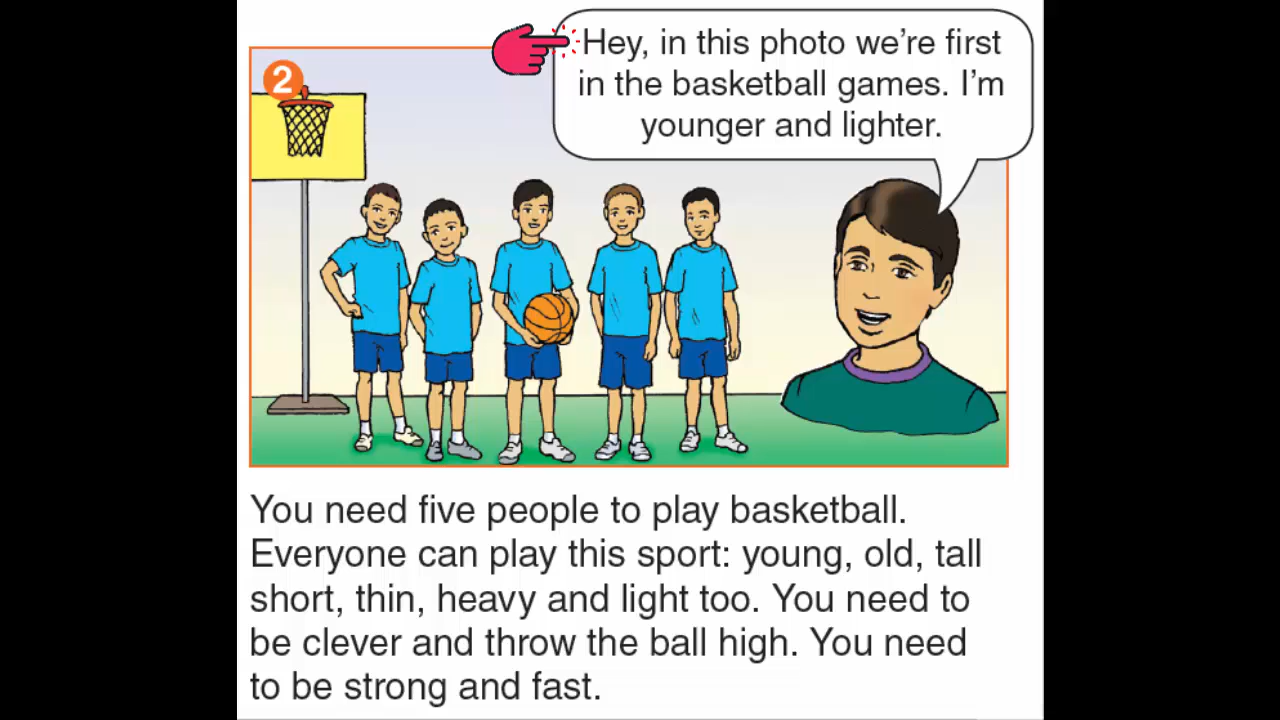 Hey, in this photo we're first
in the basketball games. I'm
younger and lighter.
2
You need five people to play basketball.
Everyone can play this sport: young, old, tall
short, thin, heavy and light too. You need to
be clever and throw the ball high. You need
to be strong and fast.